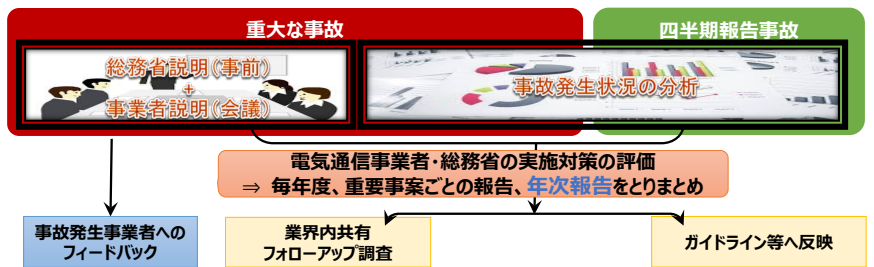 重大な事故
四半期報告事故
総務省説明(事前)
+
事業者説明(会議)
事故発生状況の分析
電気通信事業者・総務省の実施対策の評価
⇒ 毎年度、重要事案ごとの報告、年次報告をとりまとめ
事故発生事業者への
フィードバック
業界内共有
フォローアップ調査
ガイドライン等へ反映